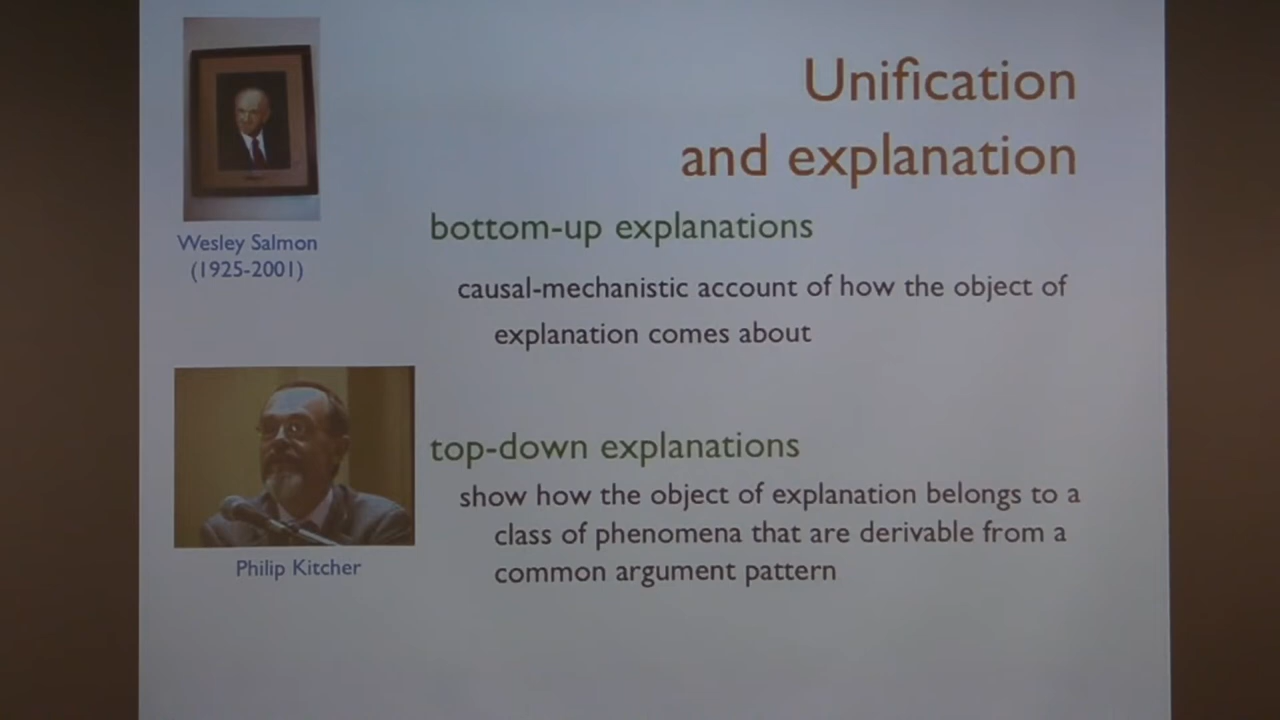 Unification
and explanation
Wesley Salmon
(1925-2001)
bottom-up explanations
causal-mechanistic account of how the object of
explanation comes about
Philip Kitcher
top-down explanations
show how the object of explanation belongs to a
class of phenomena that are derivable from a
common argument pattern